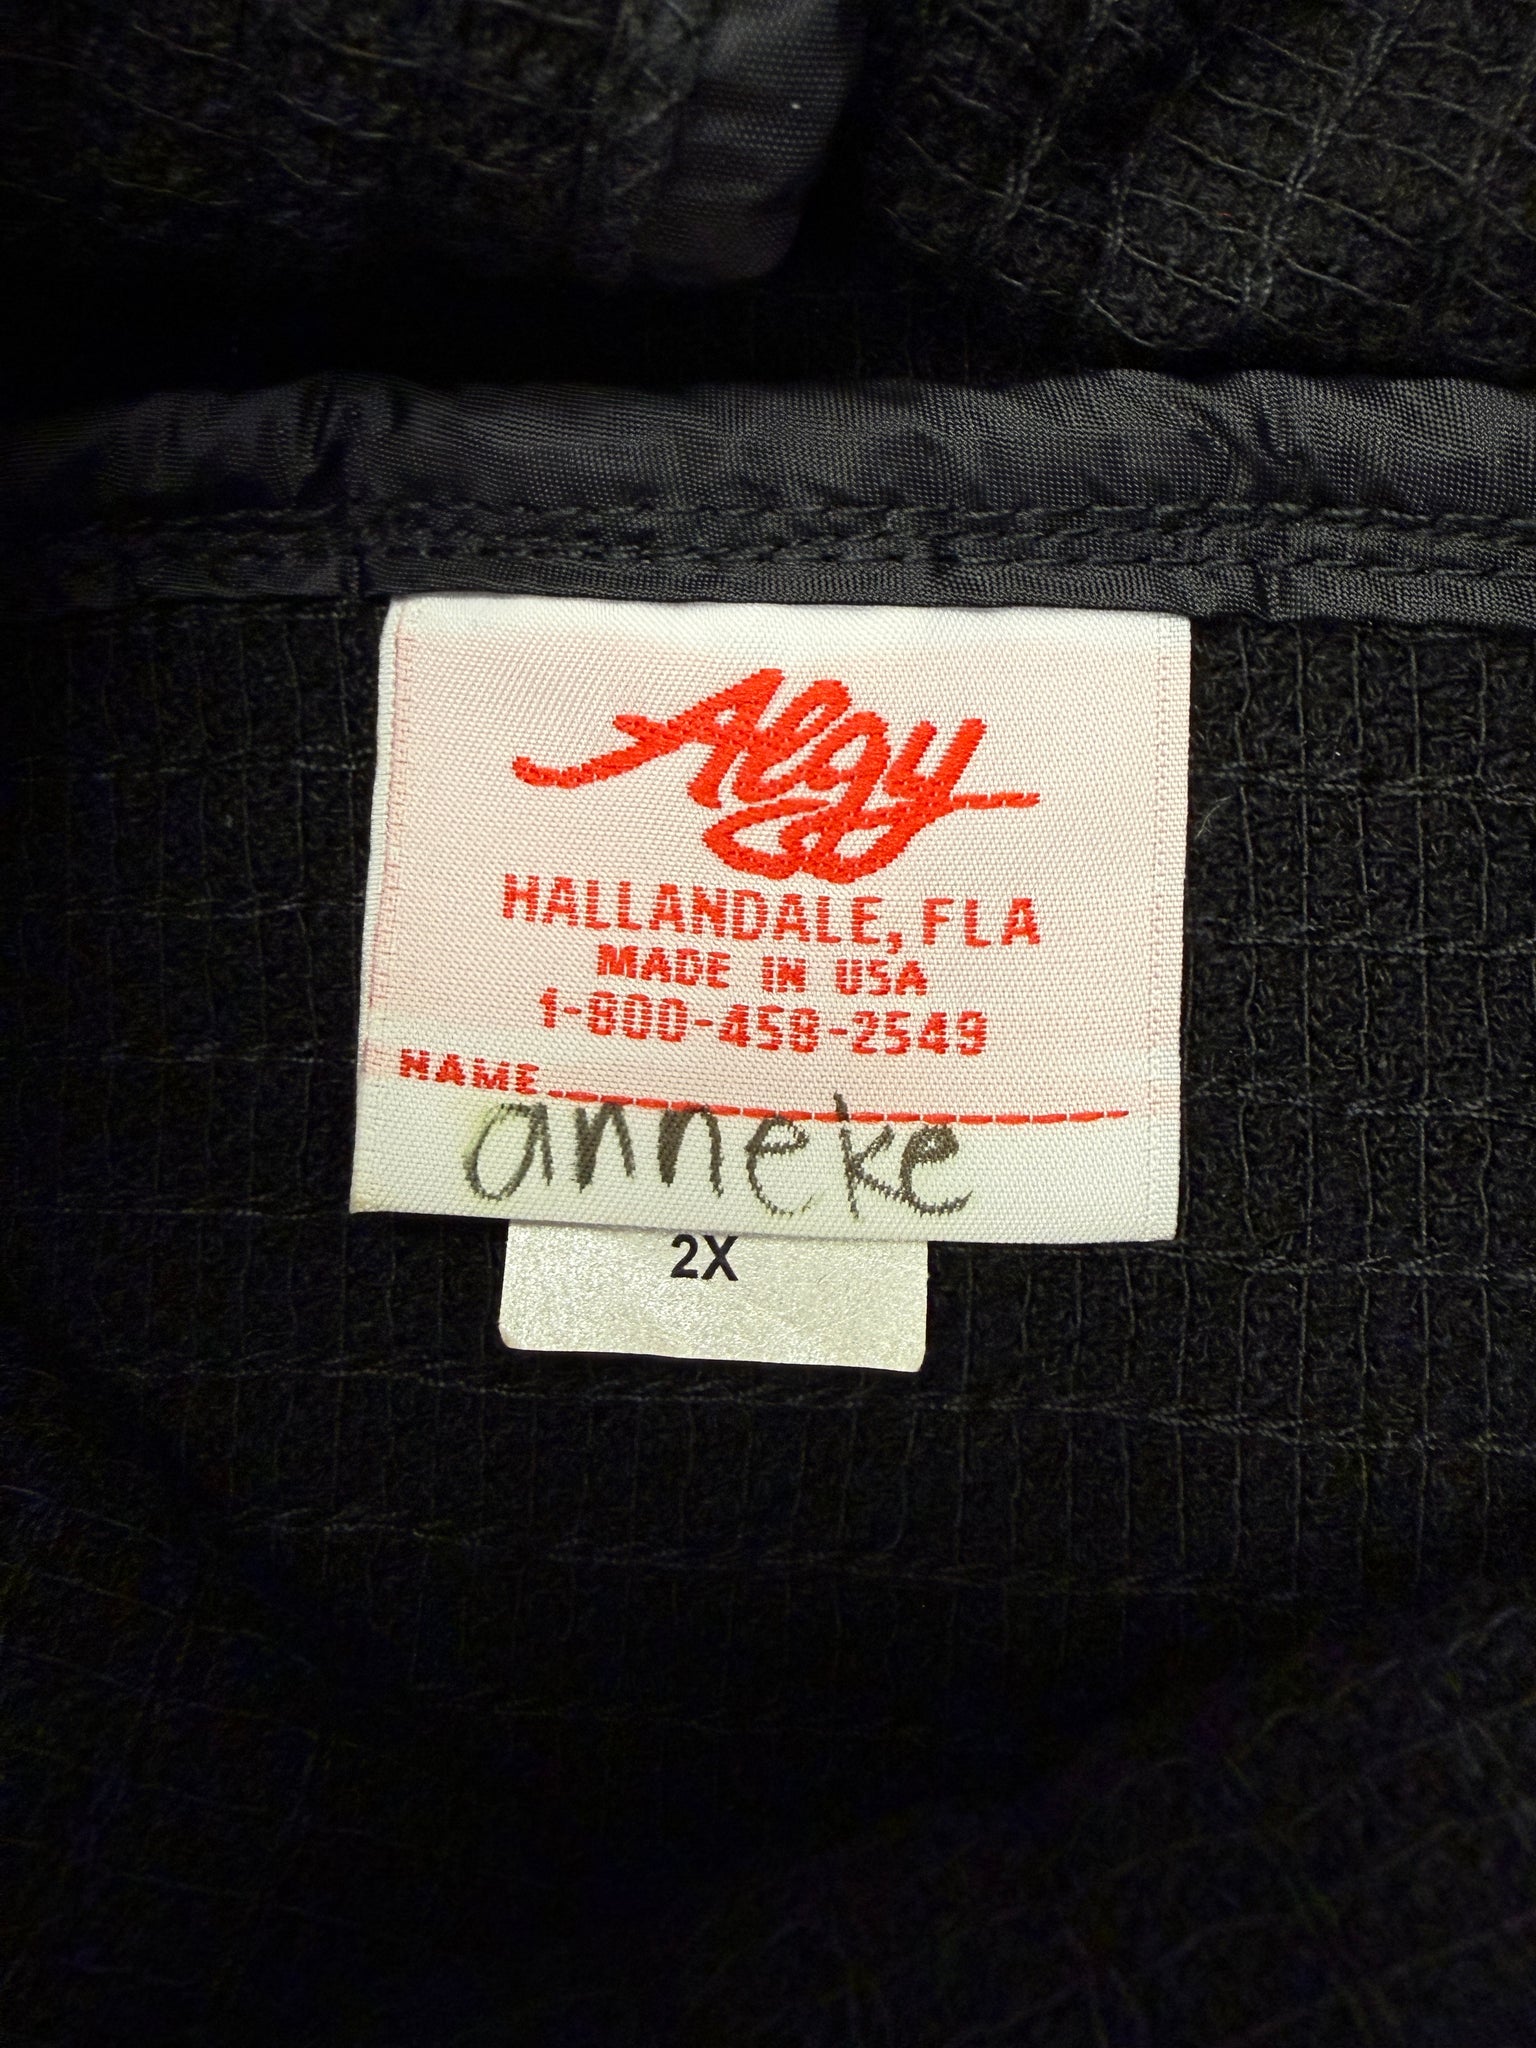 Algy
HALLANDALE, FLA
MADE IN USA
1-800-458-2549
NAME
anneke
2X